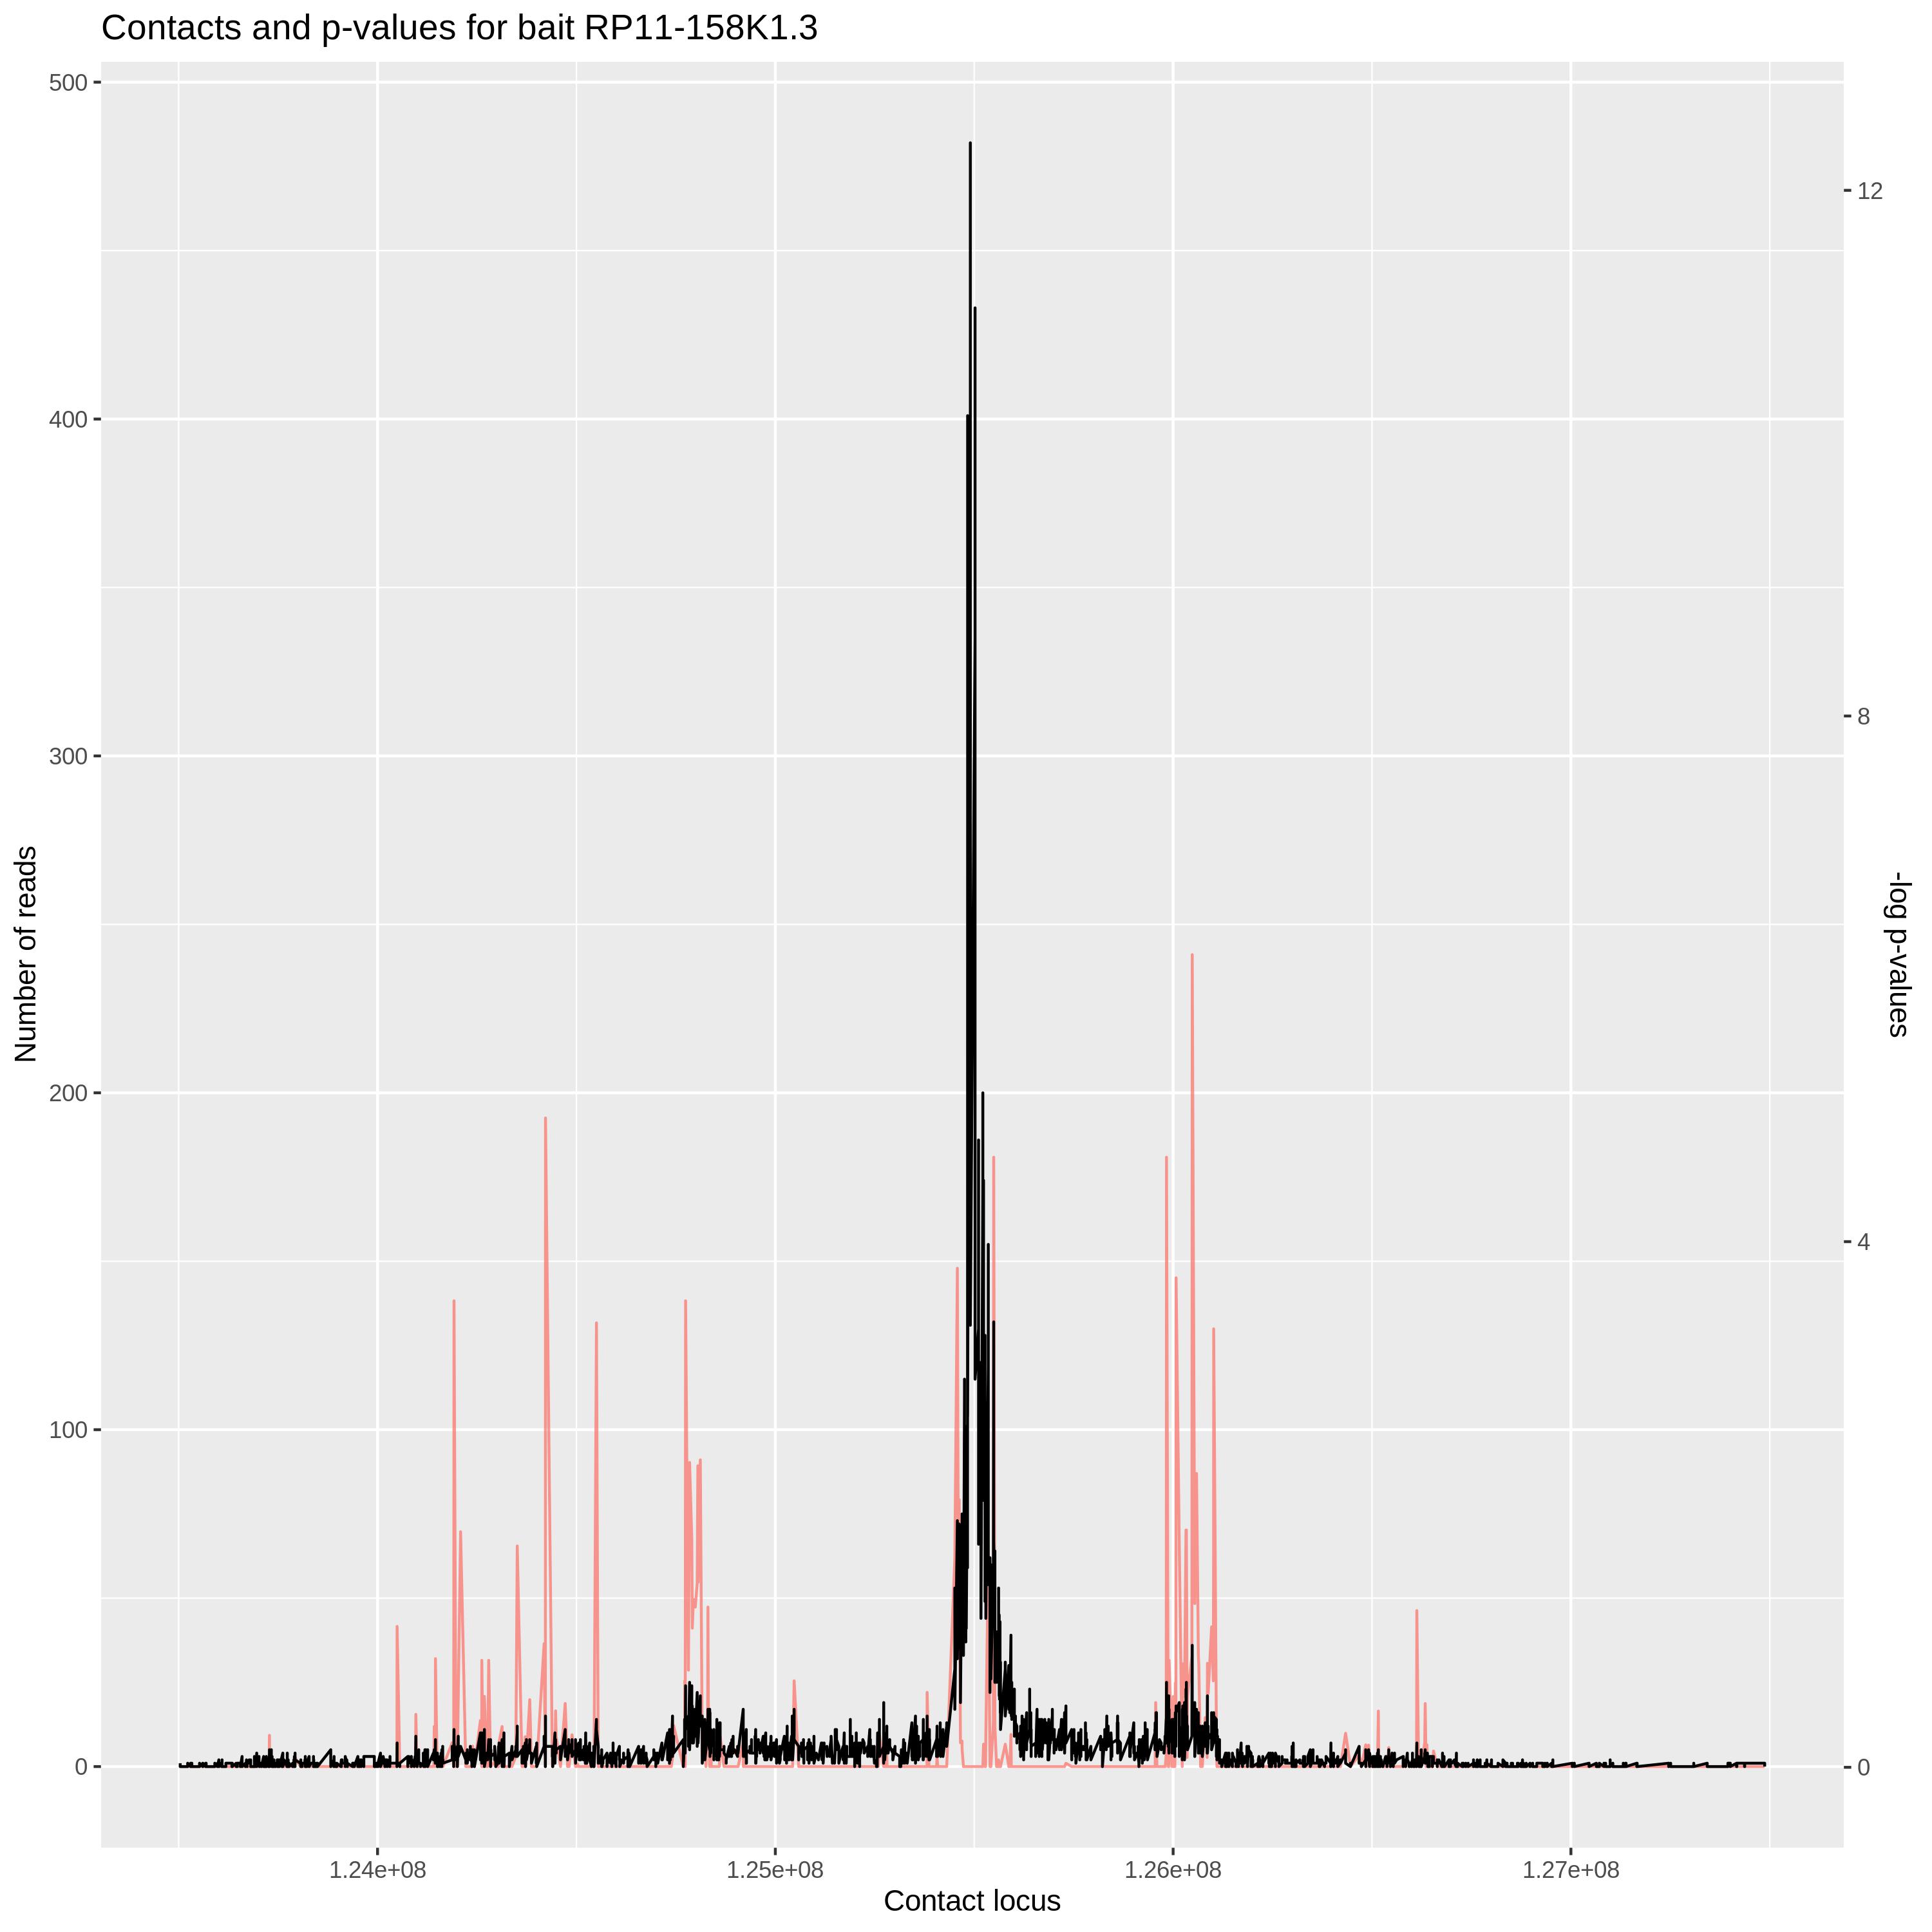 Contacts and p-values for bait RP11-158K1.3
500
400
300
200
100
0
Number of reads
12
8
4
0
-log p-values
1.24e+08
1.25e+08
1.26e+08
1.27e+08
Contact locus